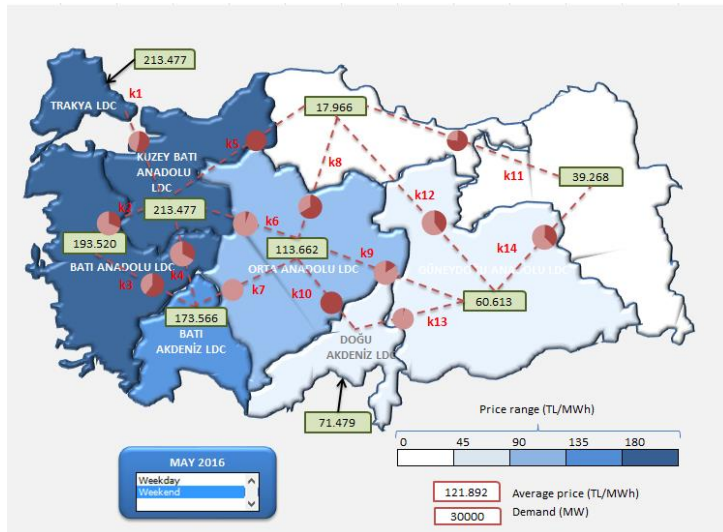 213.477
TRAKYA LDC
k1
17.966
k5
KUZEY BATI
ANADOLU
LDC
k8
k11
39.268
k12
213.477
k6
193.520
113.662
k9
k14
BATI ANADOLU LDC
ORTA ANADOLU LDC
k4
k3
k7
k10
60.613
173.566
k13
BATI
AKDENİZ LDC
DOĞU
AKDENİZ LDC
71.479
Price range (TL/MWh)
0 45 90 135 180
MAY 2016
Weekday
Weekend
121.892 Average price (TL/MWh)
30000 Demand (MW)